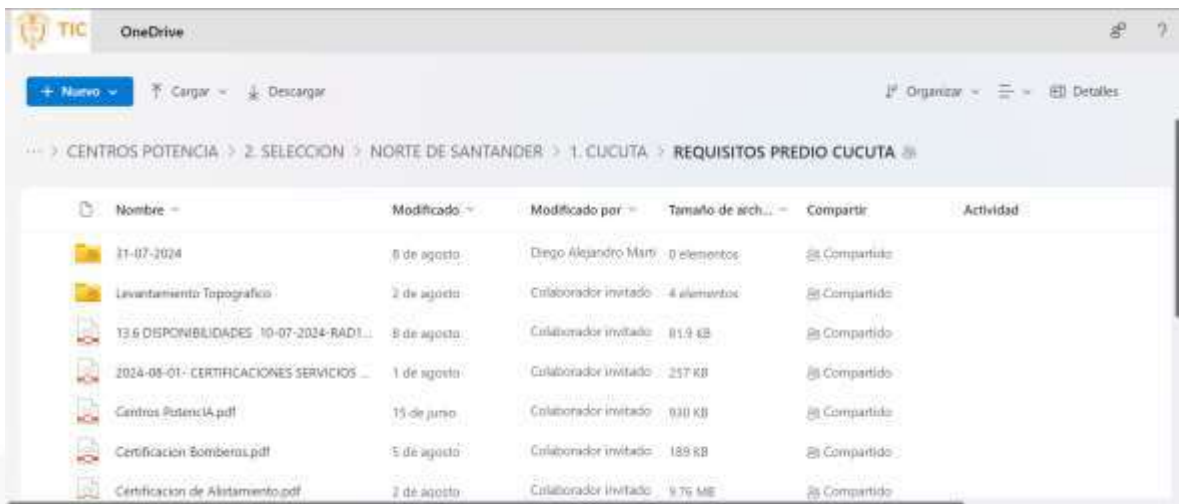 TIC OneDrive
+ Nuevo Cargar Descargar Organizar Detalles
··· > CENTROS POTENCIA > 2. SELECCION > NORTE DE SANTANDER > 1. CUCUTA > REQUISITOS PREDIO CUCUTA
Nombre Modificado Modificado por Tamaño de arch... Compartir Actividad
31-07-2024 8 de agosto Diego Alejandro Marti 0 elementos Compartido
Levantamiento Topografico 2 de agosto Colaborador invitado 4 elementos Compartido
13.6 DISPONIBILIDADES 10-07-2024-RAD1... 8 de agosto Colaborador invitado 81.9 KB Compartido
2024-08-01- CERTIFICACIONES SERVICIOS ... 1 de agosto Colaborador invitado 257 KB Compartido
Centros PotencIA.pdf 15 de junio Colaborador invitado 930 KB Compartido
Certificacion Bomberos.pdf 5 de agosto Colaborador invitado 189 KB Compartido
Certificacion de Alistamiento.pdf 2 de agosto Colaborador invitado 9.76 MB Compartido